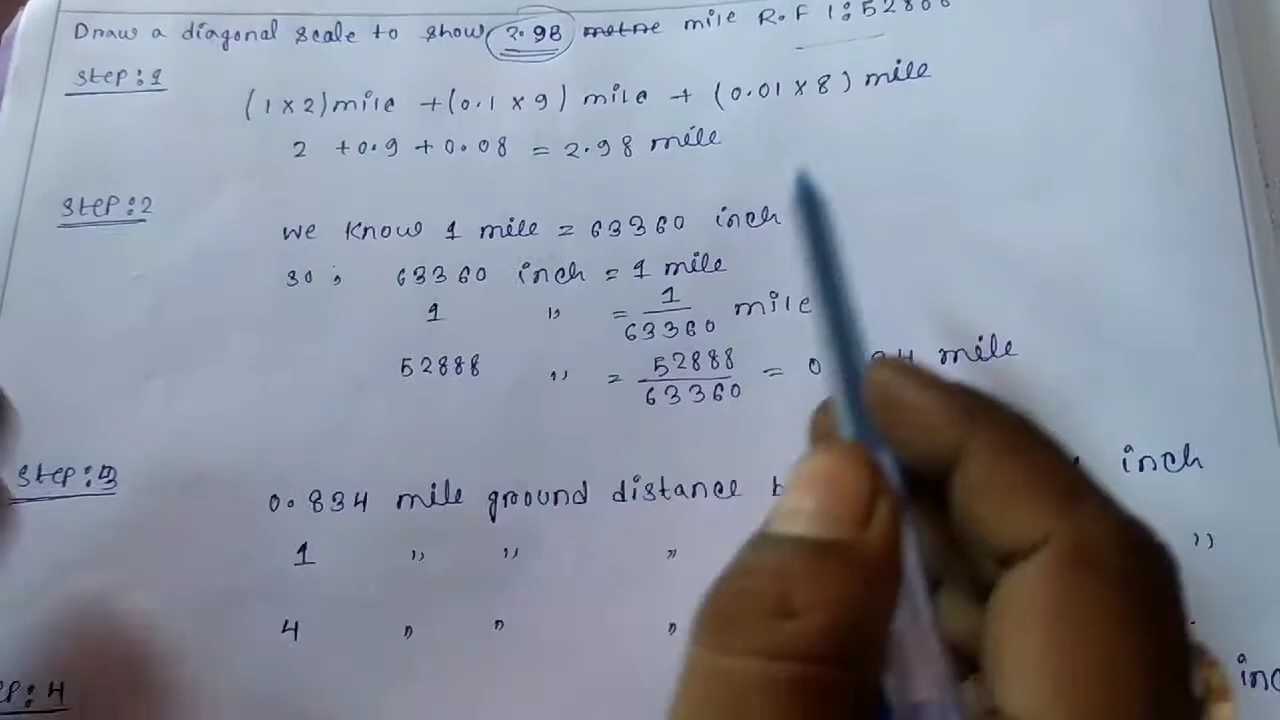 Draw a diagonal scale to show 2.98 metre mile R.F 1:52888
Step:1
(1 x 2) mile + (0.1 x 9) mile + (0.01 x 8) mile
2 + 0.9 + 0.08 = 2.98 mile
Step:2
we know 1 mile = 63360 inch
so ; 63360 inch = 1 mile
1 ,, = 1/63360 mile
52888 ,, = 52888/63360 = 0 mile
Step:3
0.834 mile ground distance inch
1 ,, ,, ,, ,,
4 ,, ,, ,,
4